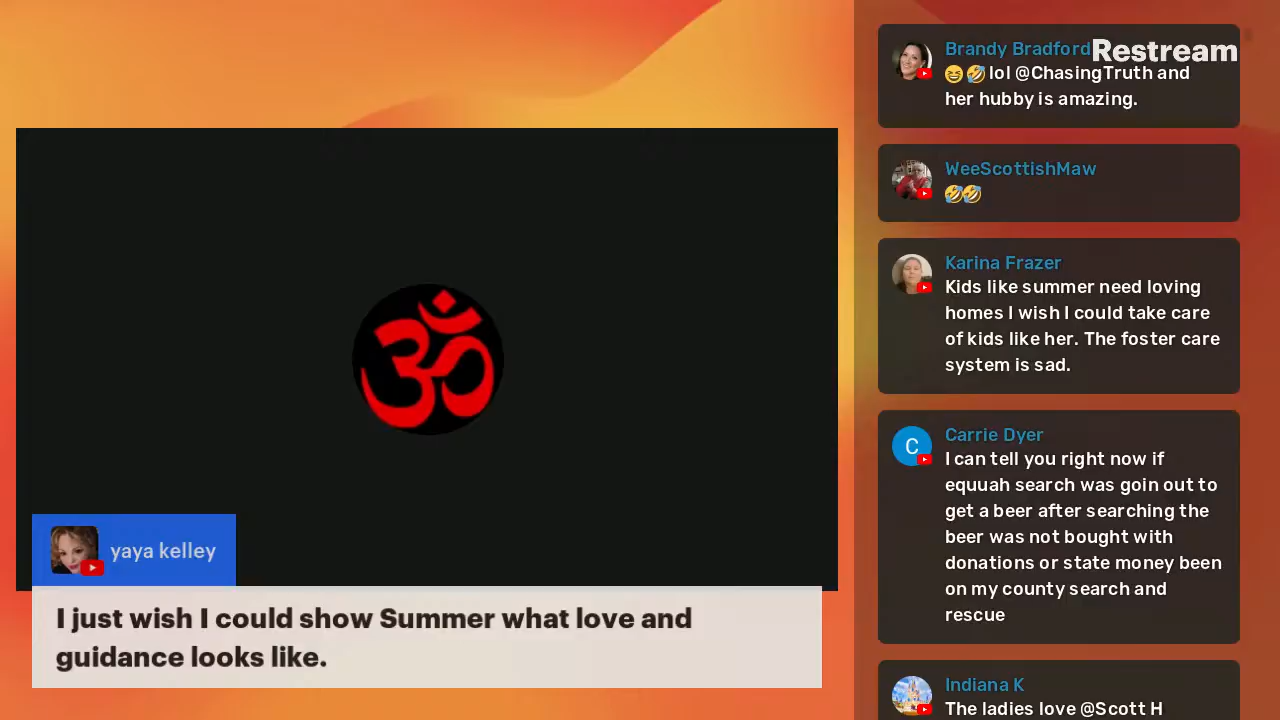 Brandy Bradford
Restream
😆🤣 lol @ChasingTruth and
her hubby is amazing.
WeeScottishMaw
🤣🤣
Karina Frazer
Kids like summer need loving
homes I wish I could take care
of kids like her. The foster care
system is sad.
C
Carrie Dyer
I can tell you right now if
equuah search was goin out to
get a beer after searching the
beer was not bought with
donations or state money been
on my county search and
rescue
Indiana K
The ladies love @Scott H
ॐ
yaya kelley
I just wish I could show Summer what love and
guidance looks like.